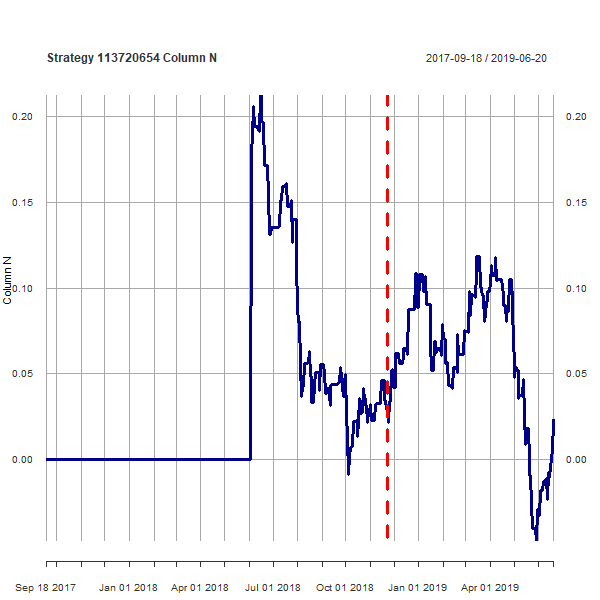 Strategy 113720654 Column N
2017-09-18 / 2019-06-20
0.20
0.20
0.15
0.15
0.10
0.10
0.05
0.05
0.00
0.00
Column N
Sep 18 2017
Jan 01 2018
Apr 01 2018
Jul 01 2018
Oct 01 2018
Jan 01 2019
Apr 01 2019